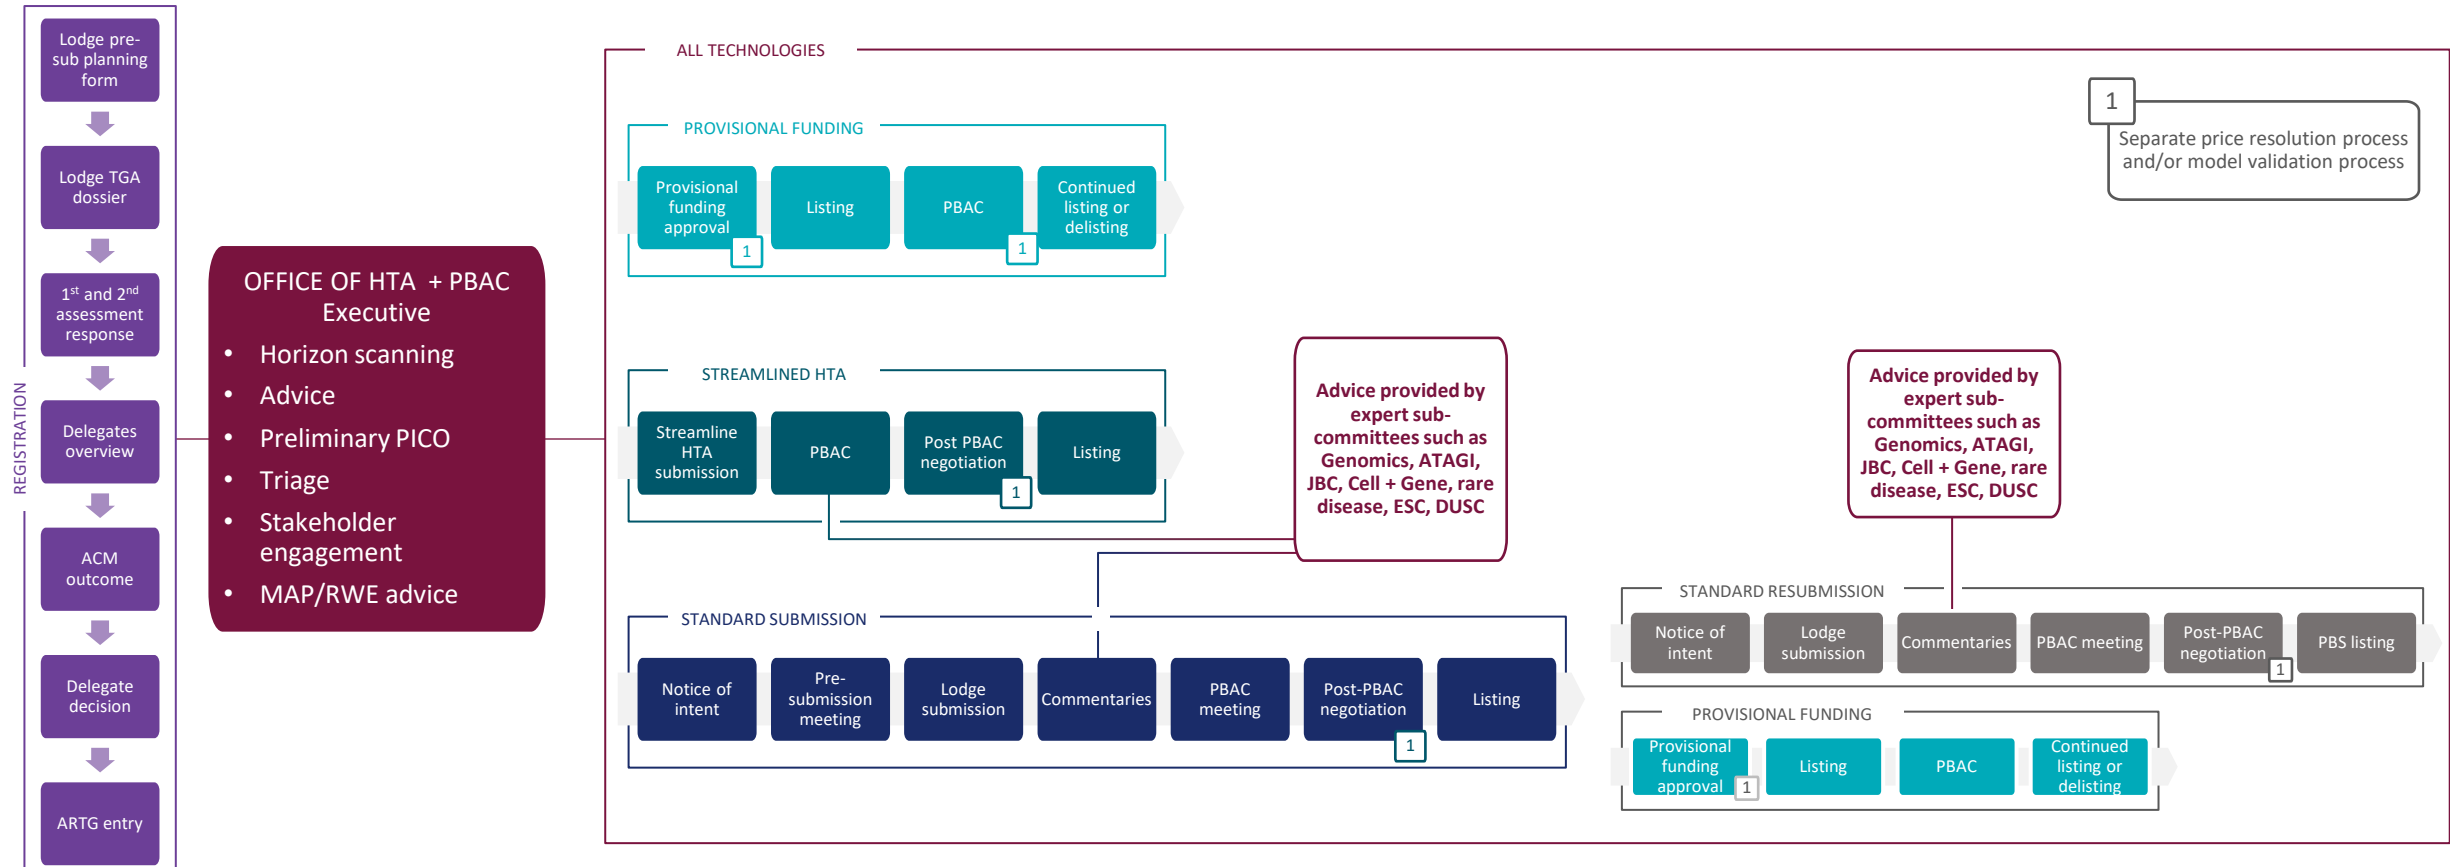 REGISTRATION
Lodge pre-
sub planning
form
Lodge TGA
dossier
1st and 2nd
assessment
response
Delegates
overview
ACM
outcome
Delegate
decision
ARTG entry
OFFICE OF HTA + PBAC
Executive
• Horizon scanning
• Advice
• Preliminary PICO
• Triage
• Stakeholder
engagement
• MAP/RWE advice
ALL TECHNOLOGIES
1
Separate price resolution process
and/or model validation process
PROVISIONAL FUNDING
Provisional
funding
approval
1
Listing
PBAC
1
Continued
listing or
delisting
STREAMLINED HTA
Streamline
HTA
submission
PBAC
Post PBAC
negotiation
1
Listing
Advice provided by
expert sub-
committees such as
Genomics, ATAGI,
JBC, Cell + Gene, rare
disease, ESC, DUSC
STANDARD SUBMISSION
Notice of
intent
Pre-
submission
meeting
Lodge
submission
Commentaries
PBAC
meeting
Post-PBAC
negotiation
1
Listing
Advice provided by
expert sub-
committees such as
Genomics, ATAGI,
JBC, Cell + Gene, rare
disease, ESC, DUSC
STANDARD RESUBMISSION
Notice of
intent
Lodge
submission
Commentaries
PBAC meeting
Post-PBAC
negotiation
1
PBS listing
PROVISIONAL FUNDING
Provisional
funding
approval
1
Listing
PBAC
Continued
listing or
delisting